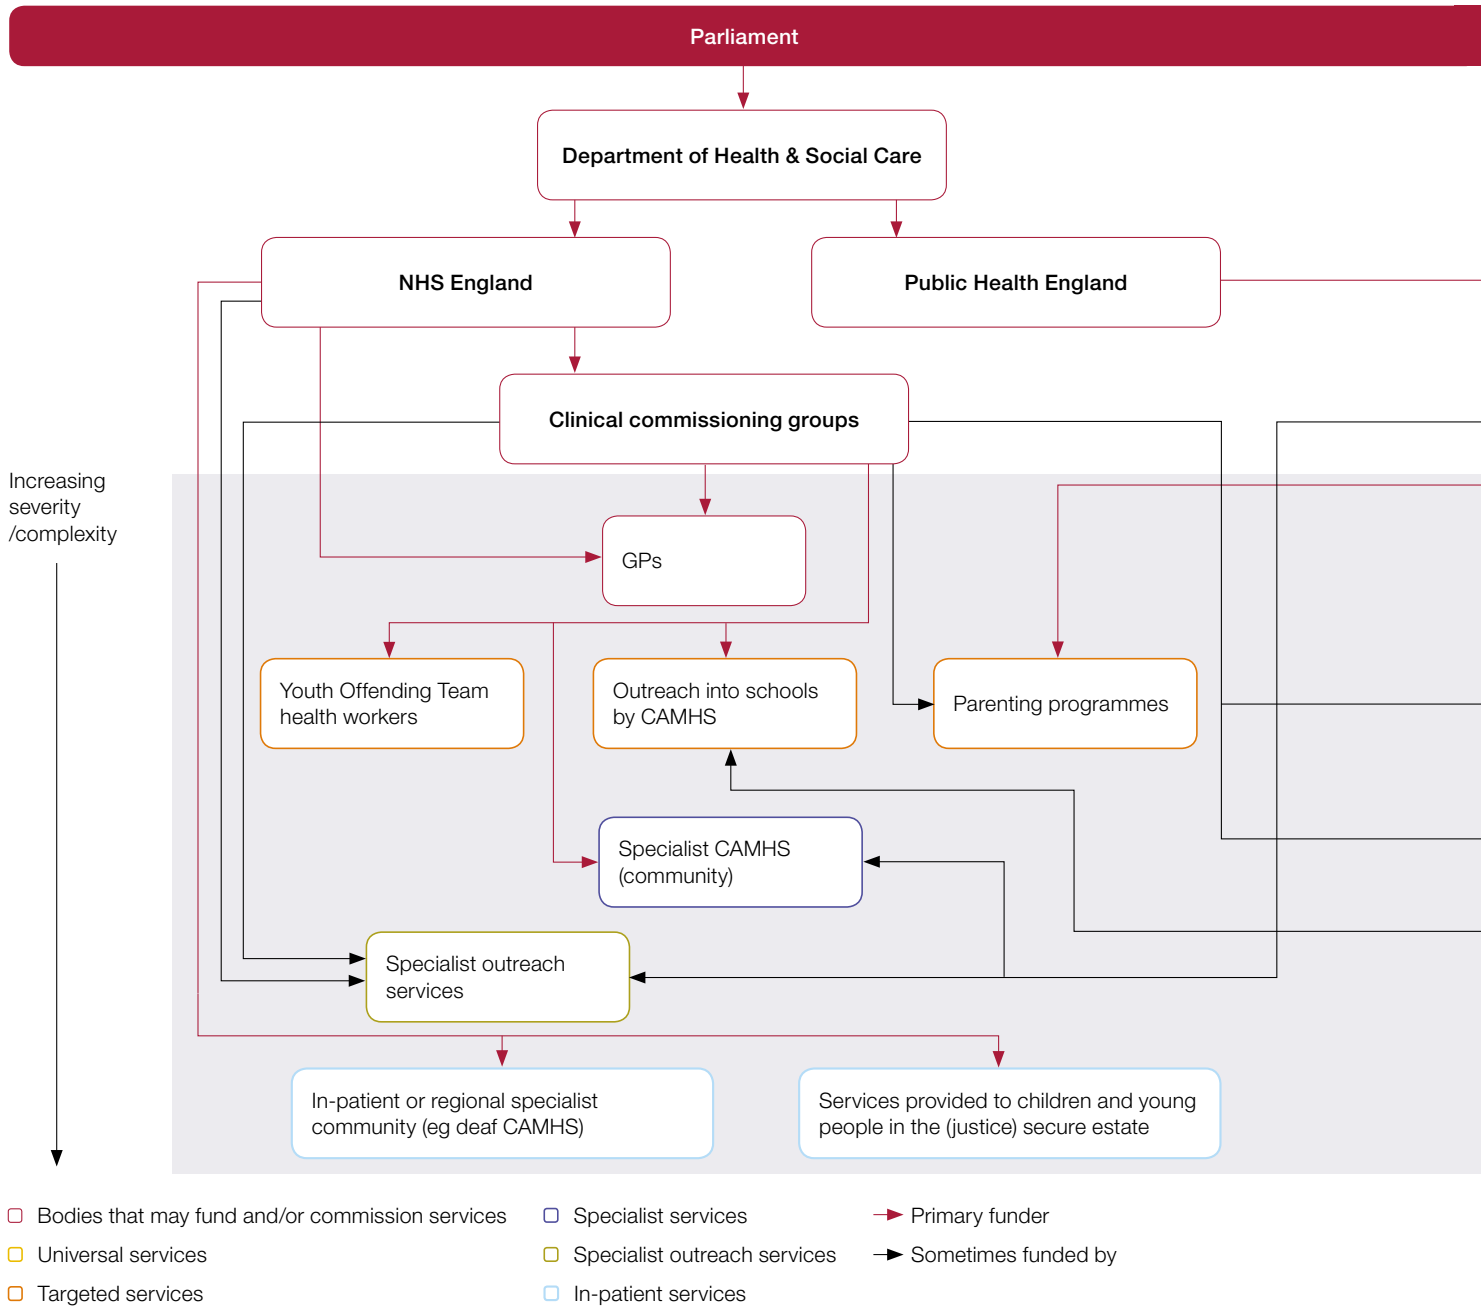 Parliament
Department of Health & Social Care
NHS England
Public Health England
Clinical commissioning groups
Increasing
severity
/complexity
GPs
Youth Offending Team
health workers
Outreach into schools
by CAMHS
Parenting programmes
Specialist CAMHS
(community)
Specialist outreach
services
In-patient or regional specialist
community (eg deaf CAMHS)
Services provided to children and young
people in the (justice) secure estate
Bodies that may fund and/or commission services
Universal services
Targeted services
Specialist services
Specialist outreach services
In-patient services
Primary funder
Sometimes funded by